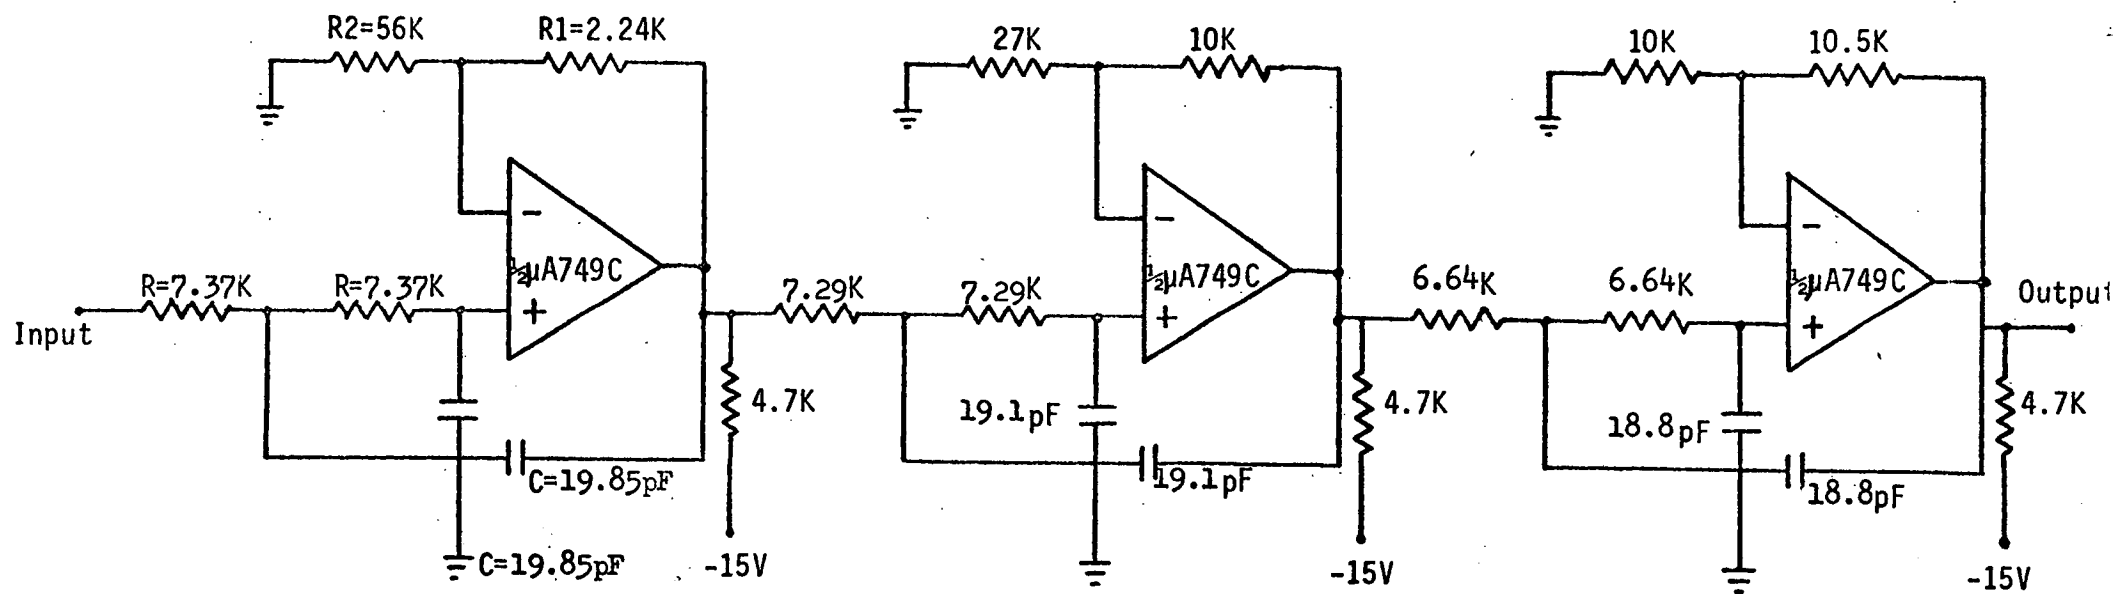 R2=56K
R1=2.24K
27K
10K
10K
10.5K
-
½μA749C
+
-
½μA749C
+
-
½μA749C
+
Input
R=7.37K
R=7.37K
7.29K
7.29K
6.64K
6.64K
Outpu
4.7K
4.7K
4.7K
19.1pF
18.8pF
C=19.85pF
19.1pF
18.8pF
C=19.85pF
-15V
-15V
-15V